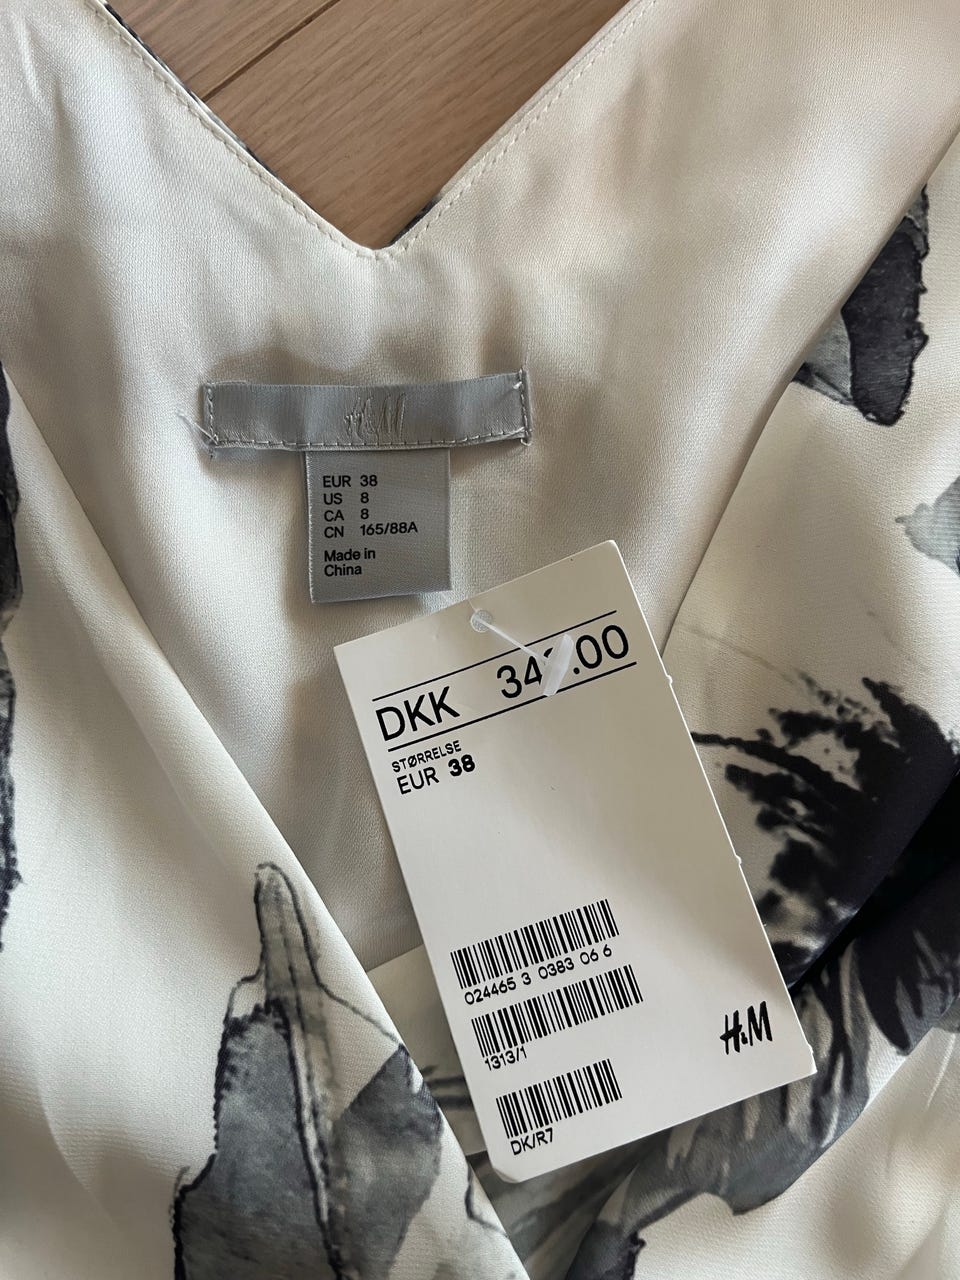 H&M
EUR 38
US 8
CA 8
CN 165/88A
Made in
China
DKK
STØRRELSE
EUR 38
024465 3 0383 06 6
1313/1
DK/R7
H&M